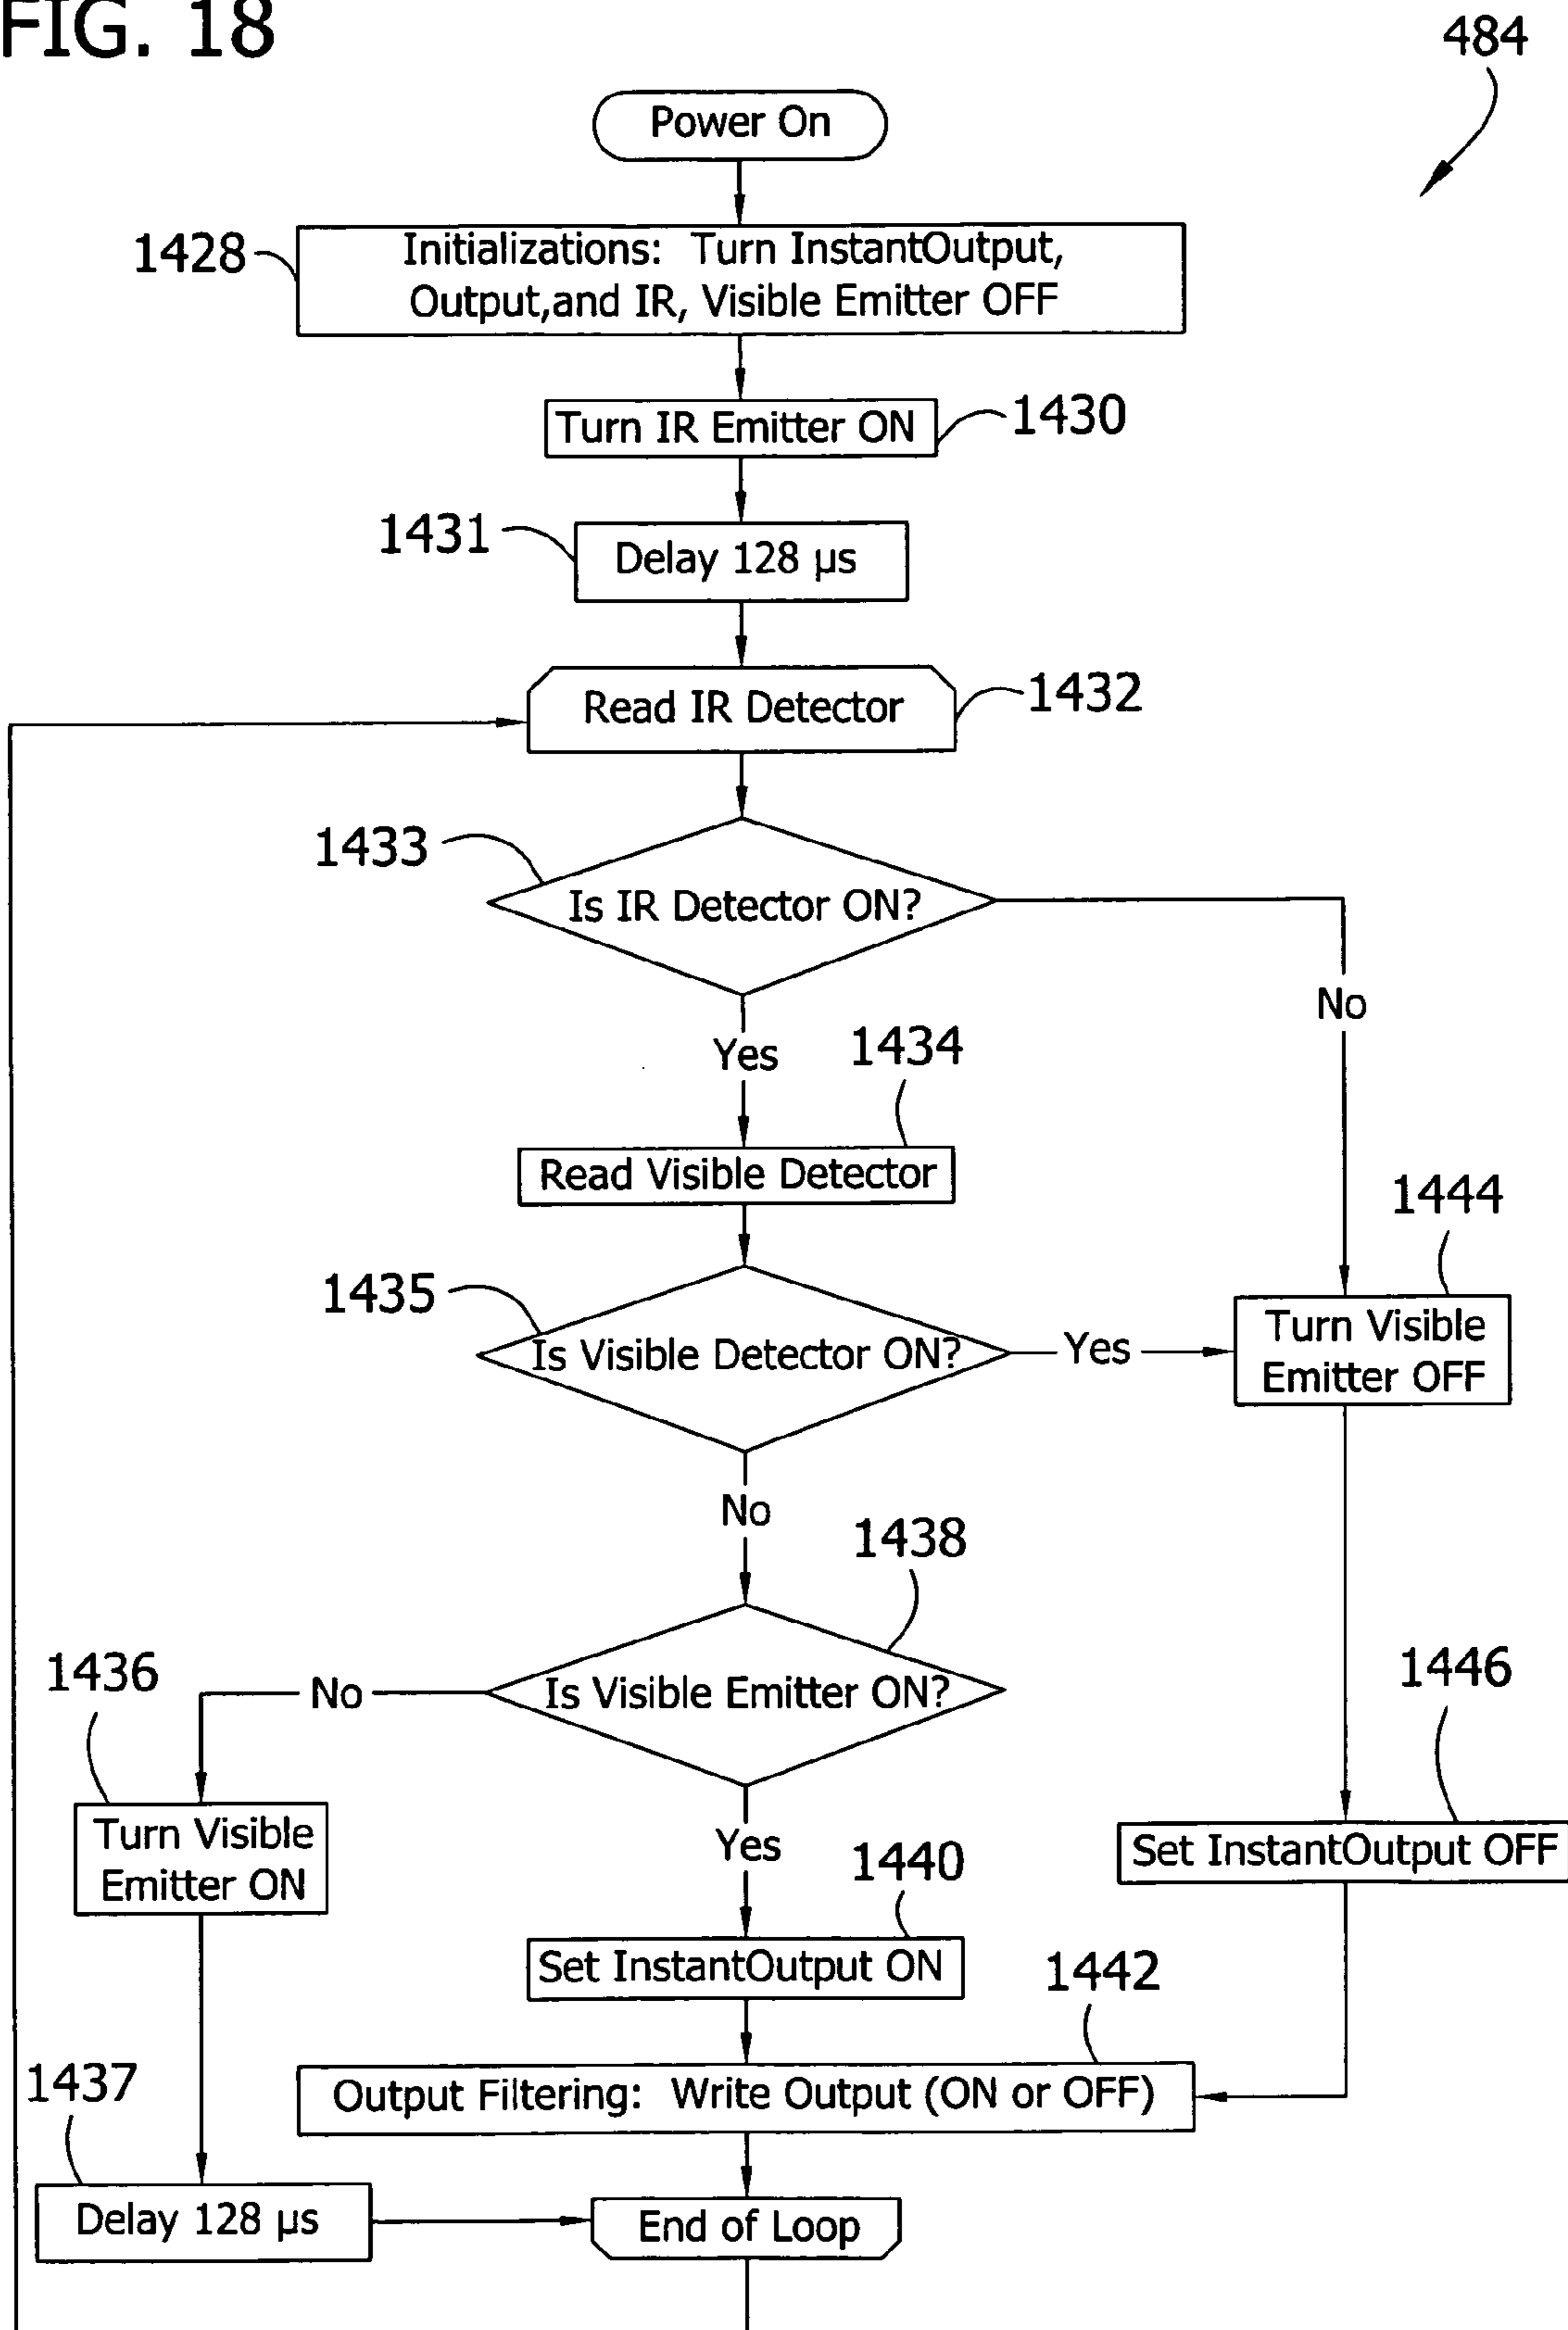 FIG. 18
484
Power On
1428
Initializations: Turn InstantOutput,
Output,and IR, Visible Emitter OFF
Turn IR Emitter ON
1430
1431
Delay 128 µs
Read IR Detector
1432
1433
Is IR Detector ON?
No
Yes
1434
Read Visible Detector
1444
1435
Is Visible Detector ON?
Yes
Turn Visible
Emitter OFF
No
1438
1436
No
Is Visible Emitter ON?
1446
Turn Visible
Emitter ON
Yes
1440
Set InstantOutput OFF
Set InstantOutput ON
1442
1437
Output Filtering: Write Output (ON or OFF)
Delay 128 µs
End of Loop